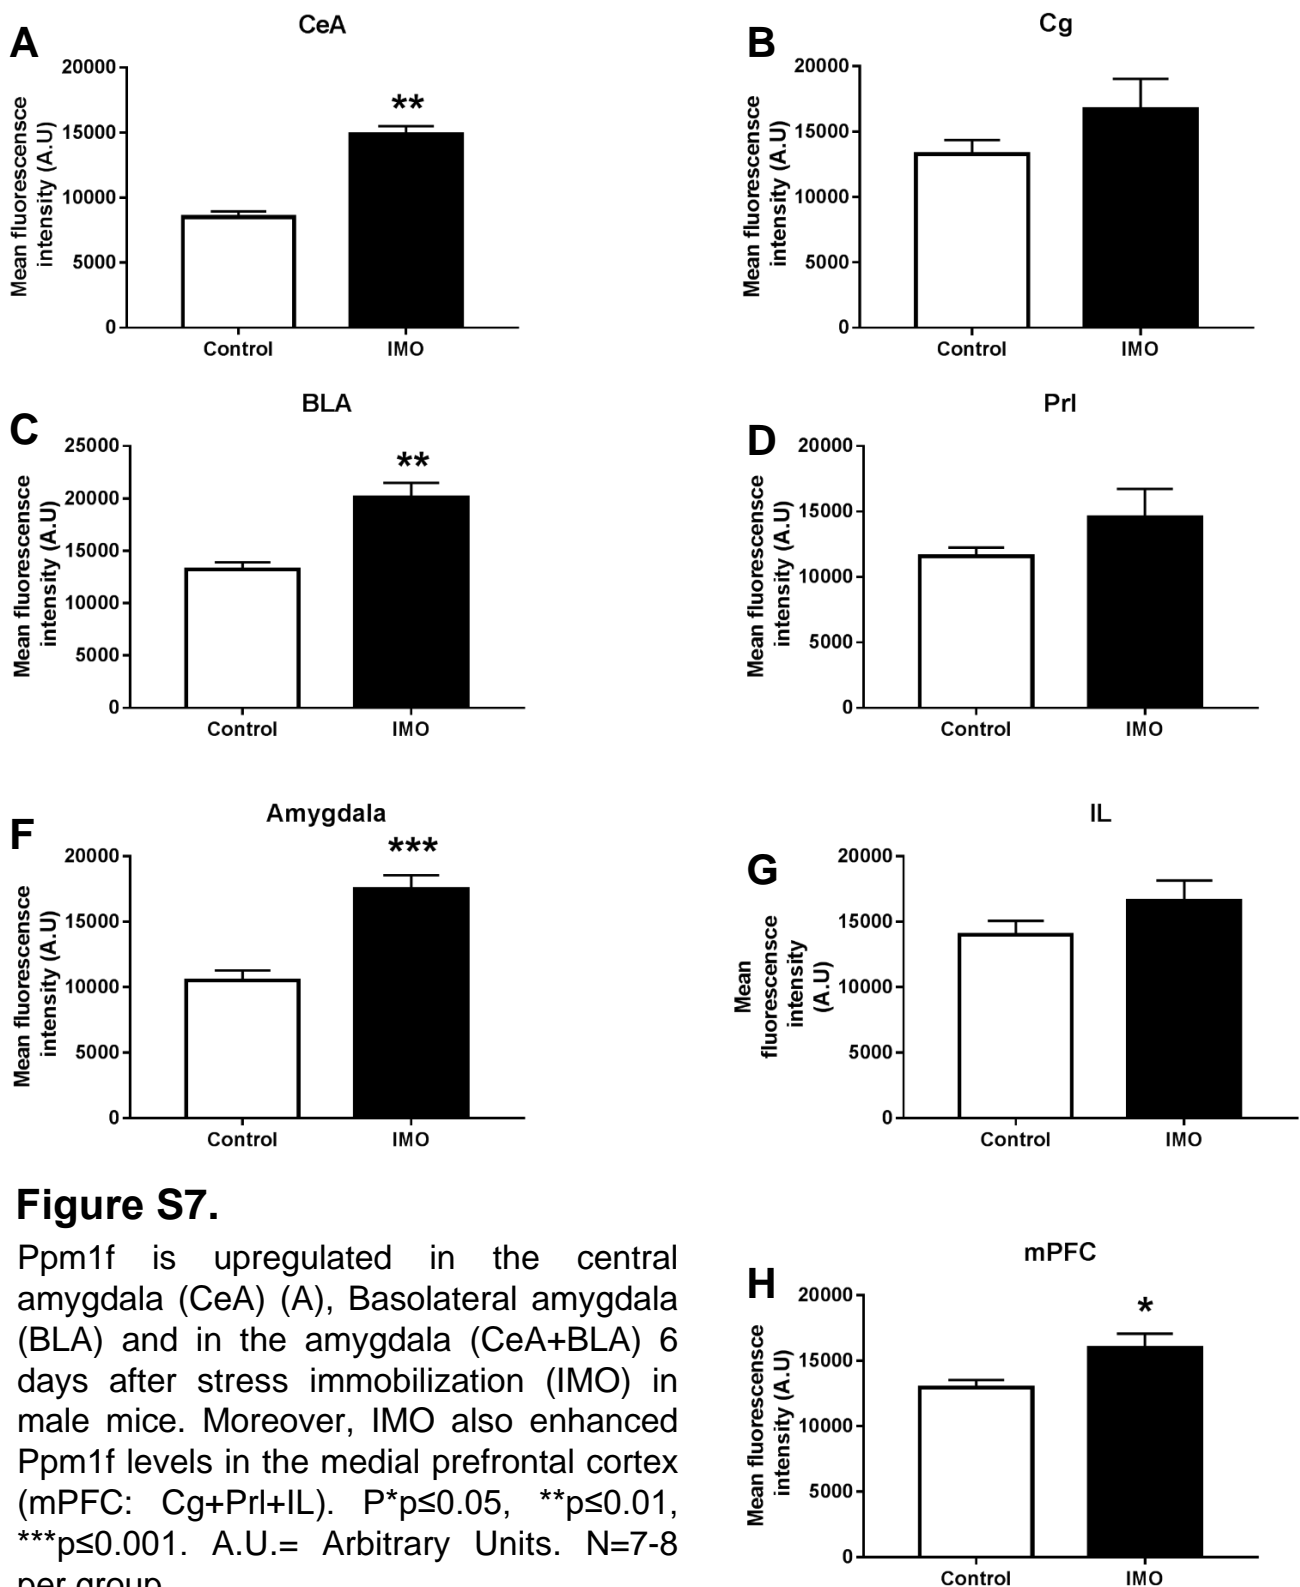 A
CeA
Mean fluorescensce
intensity (A.U)
20000
15000
10000
5000
0
**
Control
IMO
B
Cg
Mean fluorescensce
intensity (A.U)
20000
15000
10000
5000
0
Control
IMO
C
BLA
Mean fluorescensce
intensity (A.U)
25000
20000
15000
10000
5000
0
**
Control
IMO
D
Prl
Mean fluorescensce
intensity (A.U)
20000
15000
10000
5000
0
Control
IMO
F
Amygdala
Mean fluorescensce
intensity (A.U)
20000
15000
10000
5000
0
***
Control
IMO
G
IL
Mean
fluorescensce
intensity
(A.U)
20000
15000
10000
5000
0
Control
IMO
Figure S7.
Ppm1f is upregulated in the central
amygdala (CeA) (A), Basolateral amygdala
(BLA) and in the amygdala (CeA+BLA) 6
days after stress immobilization (IMO) in
male mice. Moreover, IMO also enhanced
Ppm1f levels in the medial prefrontal cortex
(mPFC: Cg+Prl+IL). P*p≤0.05, **p≤0.01,
***p≤0.001. A.U.= Arbitrary Units. N=7-8
per group
H
mPFC
Mean fluorescensce
intensity (A.U)
20000
15000
10000
5000
0
*
Control
IMO